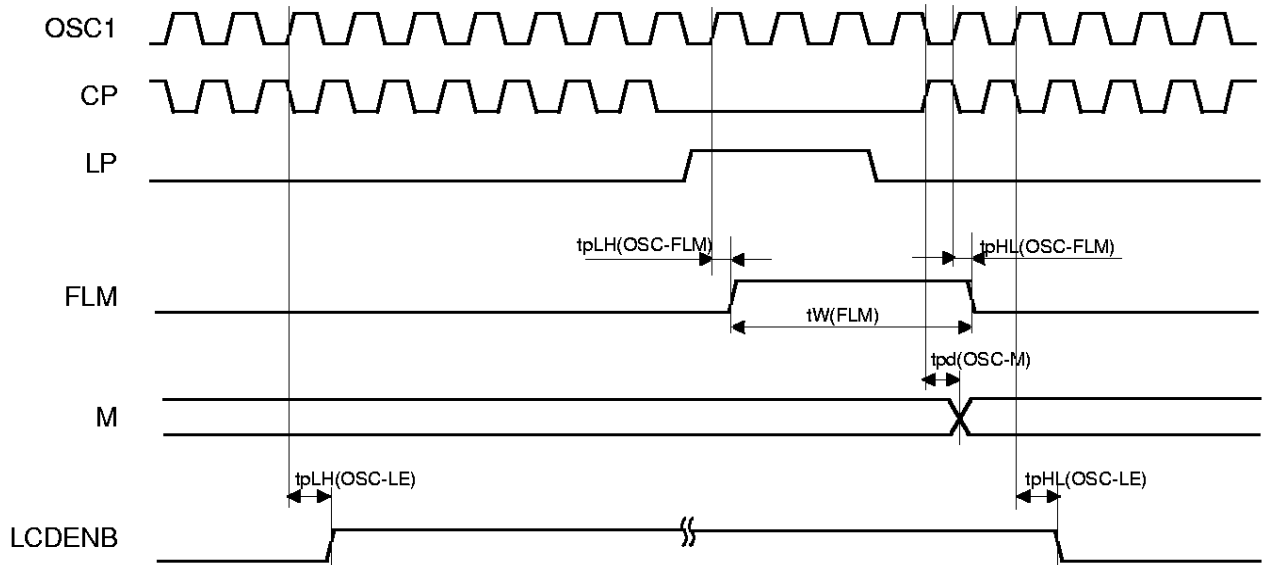 OSC1
CP
LP
tpLH(OSC-FLM)
tpHL(OSC-FLM)
FLM
tW(FLM)
tpd(OSC-M)
M
tpLH(OSC-LE)
tpHL(OSC-LE)
LCDENB